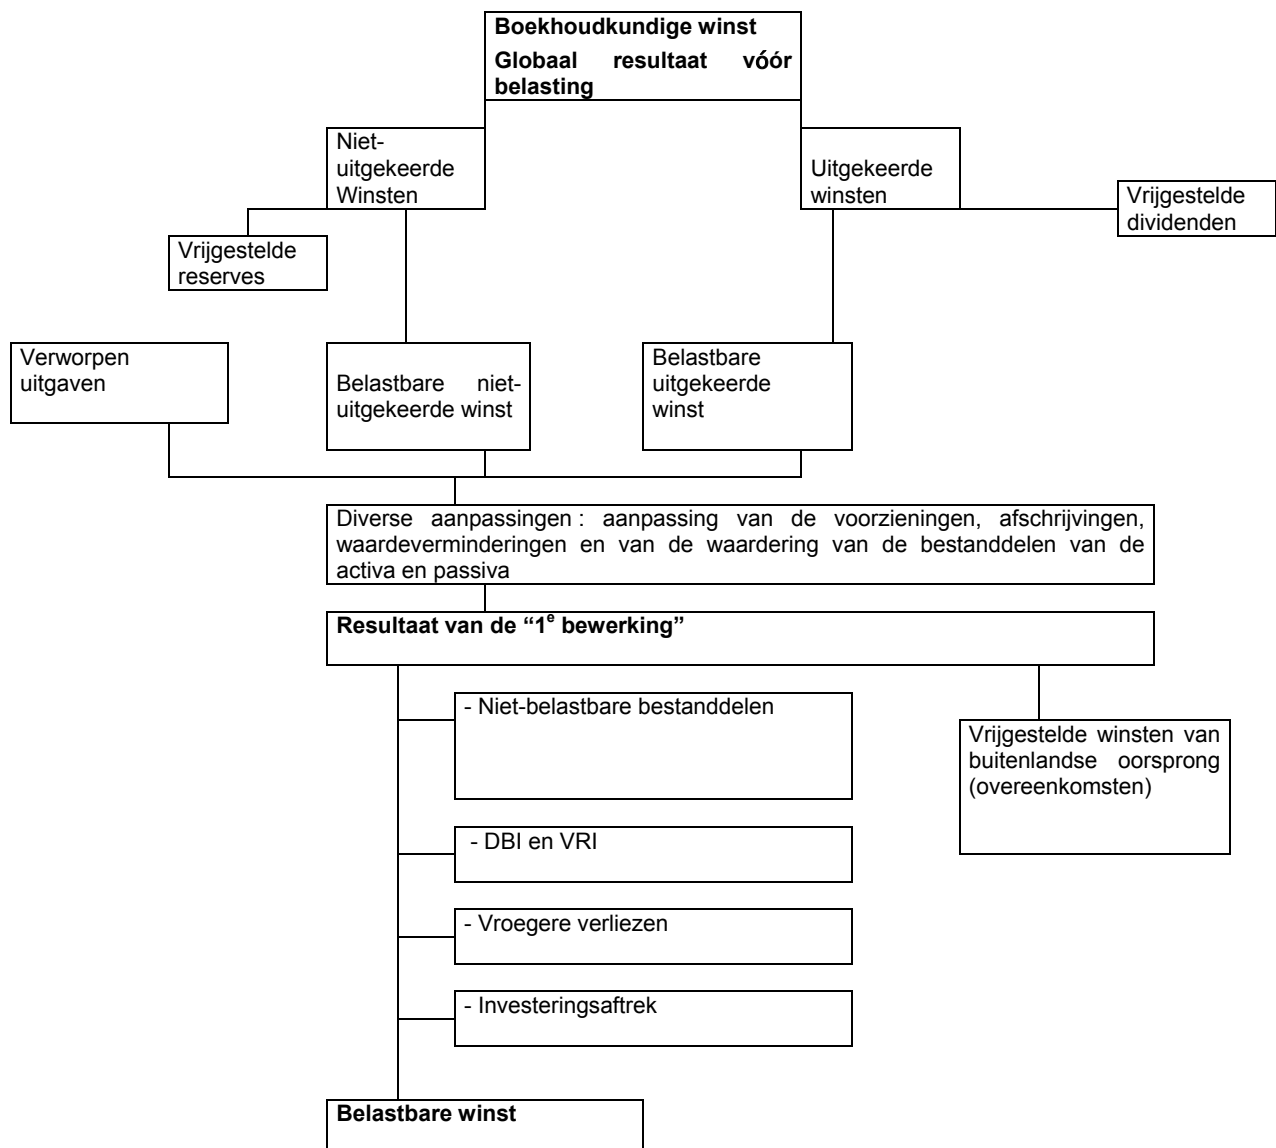 Boekhoudkundige winst
Globaal resultaat vóór
belasting
Niet-
uitgekeerde
Winsten
Uitgekeerde
winsten
Vrijgestelde
dividenden
Vrijgestelde
reserves
Verworpen
uitgaven
Belastbare niet-
uitgekeerde winst
Belastbare
uitgekeerde
winst
Diverse aanpassingen : aanpassing van de voorzieningen, afschrijvingen,
waardeverminderingen en van de waardering van de bestanddelen van de
activa en passiva
Resultaat van de “1e bewerking”
- Niet-belastbare bestanddelen
Vrijgestelde winsten van
buitenlandse oorsprong
(overeenkomsten)
- DBI en VRI
- Vroegere verliezen
- Investeringsaftrek
Belastbare winst